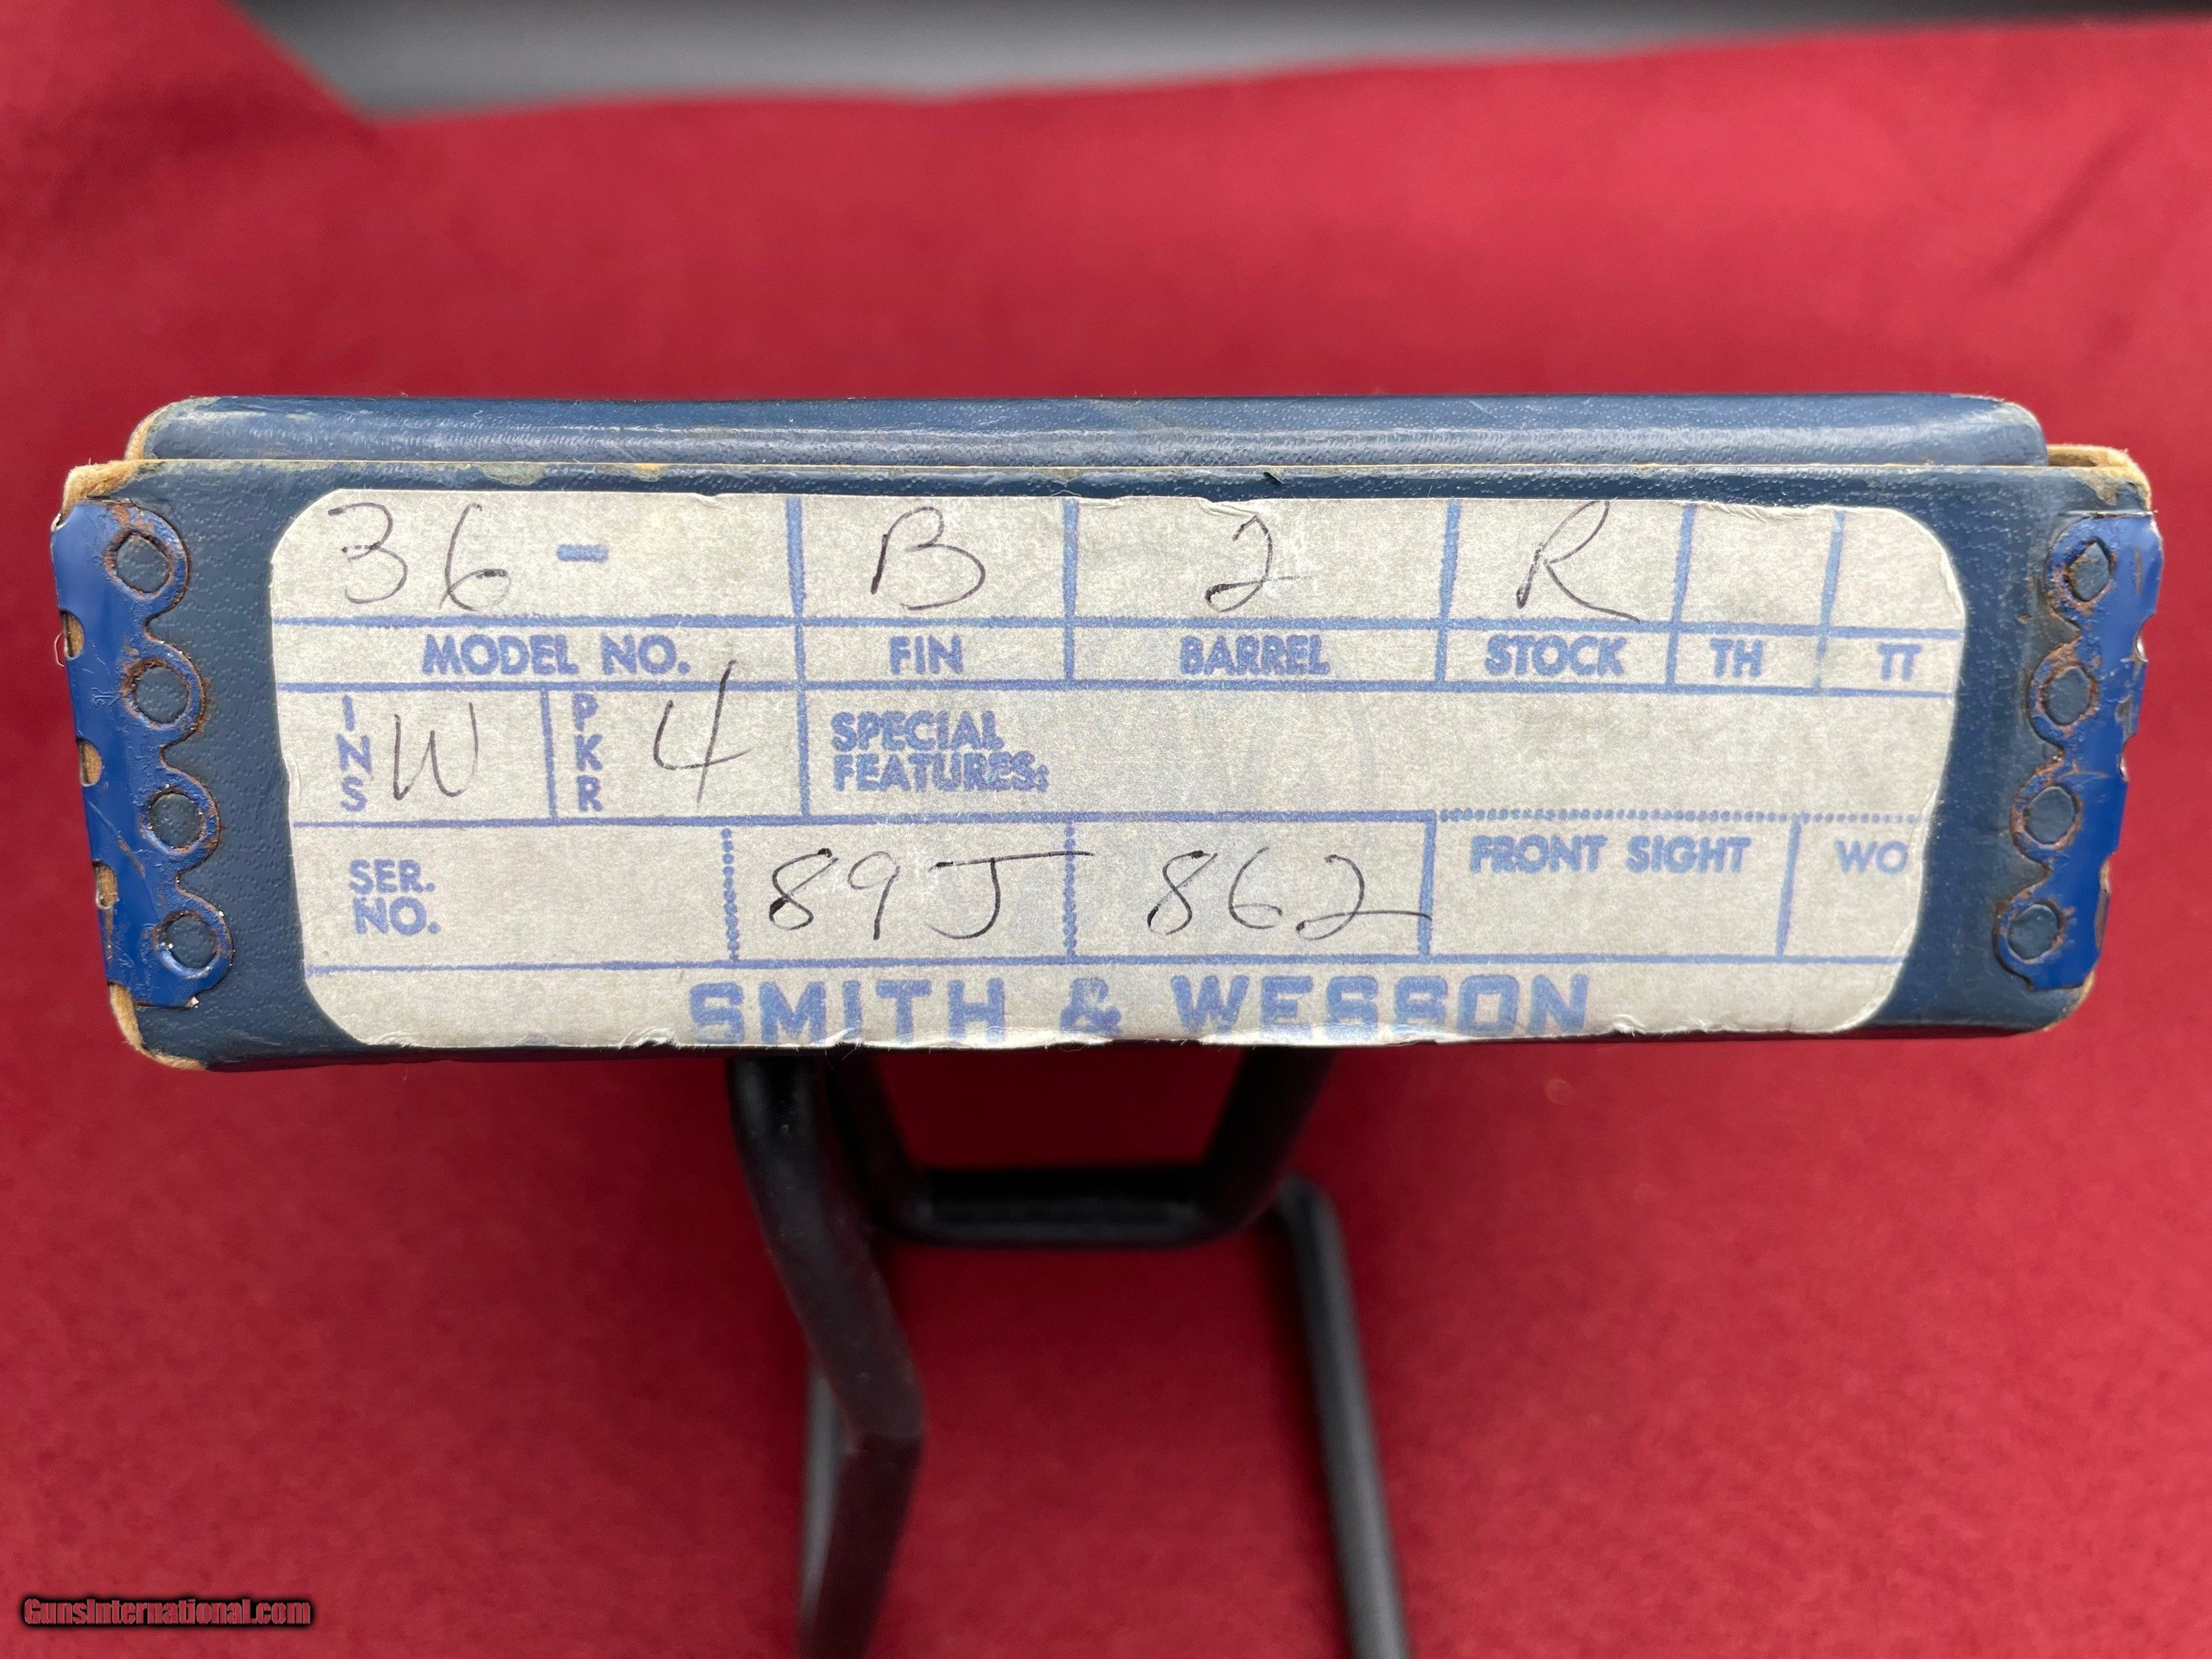 36 - B 2 R
MODEL NO. FIN BARREL STOCK TH TT
INS W PKR 4 SPECIAL
FEATURES:
SER.
NO. 89J 862 FRONT SIGHT WO
SMITH & WESSON
GunsInternational.com